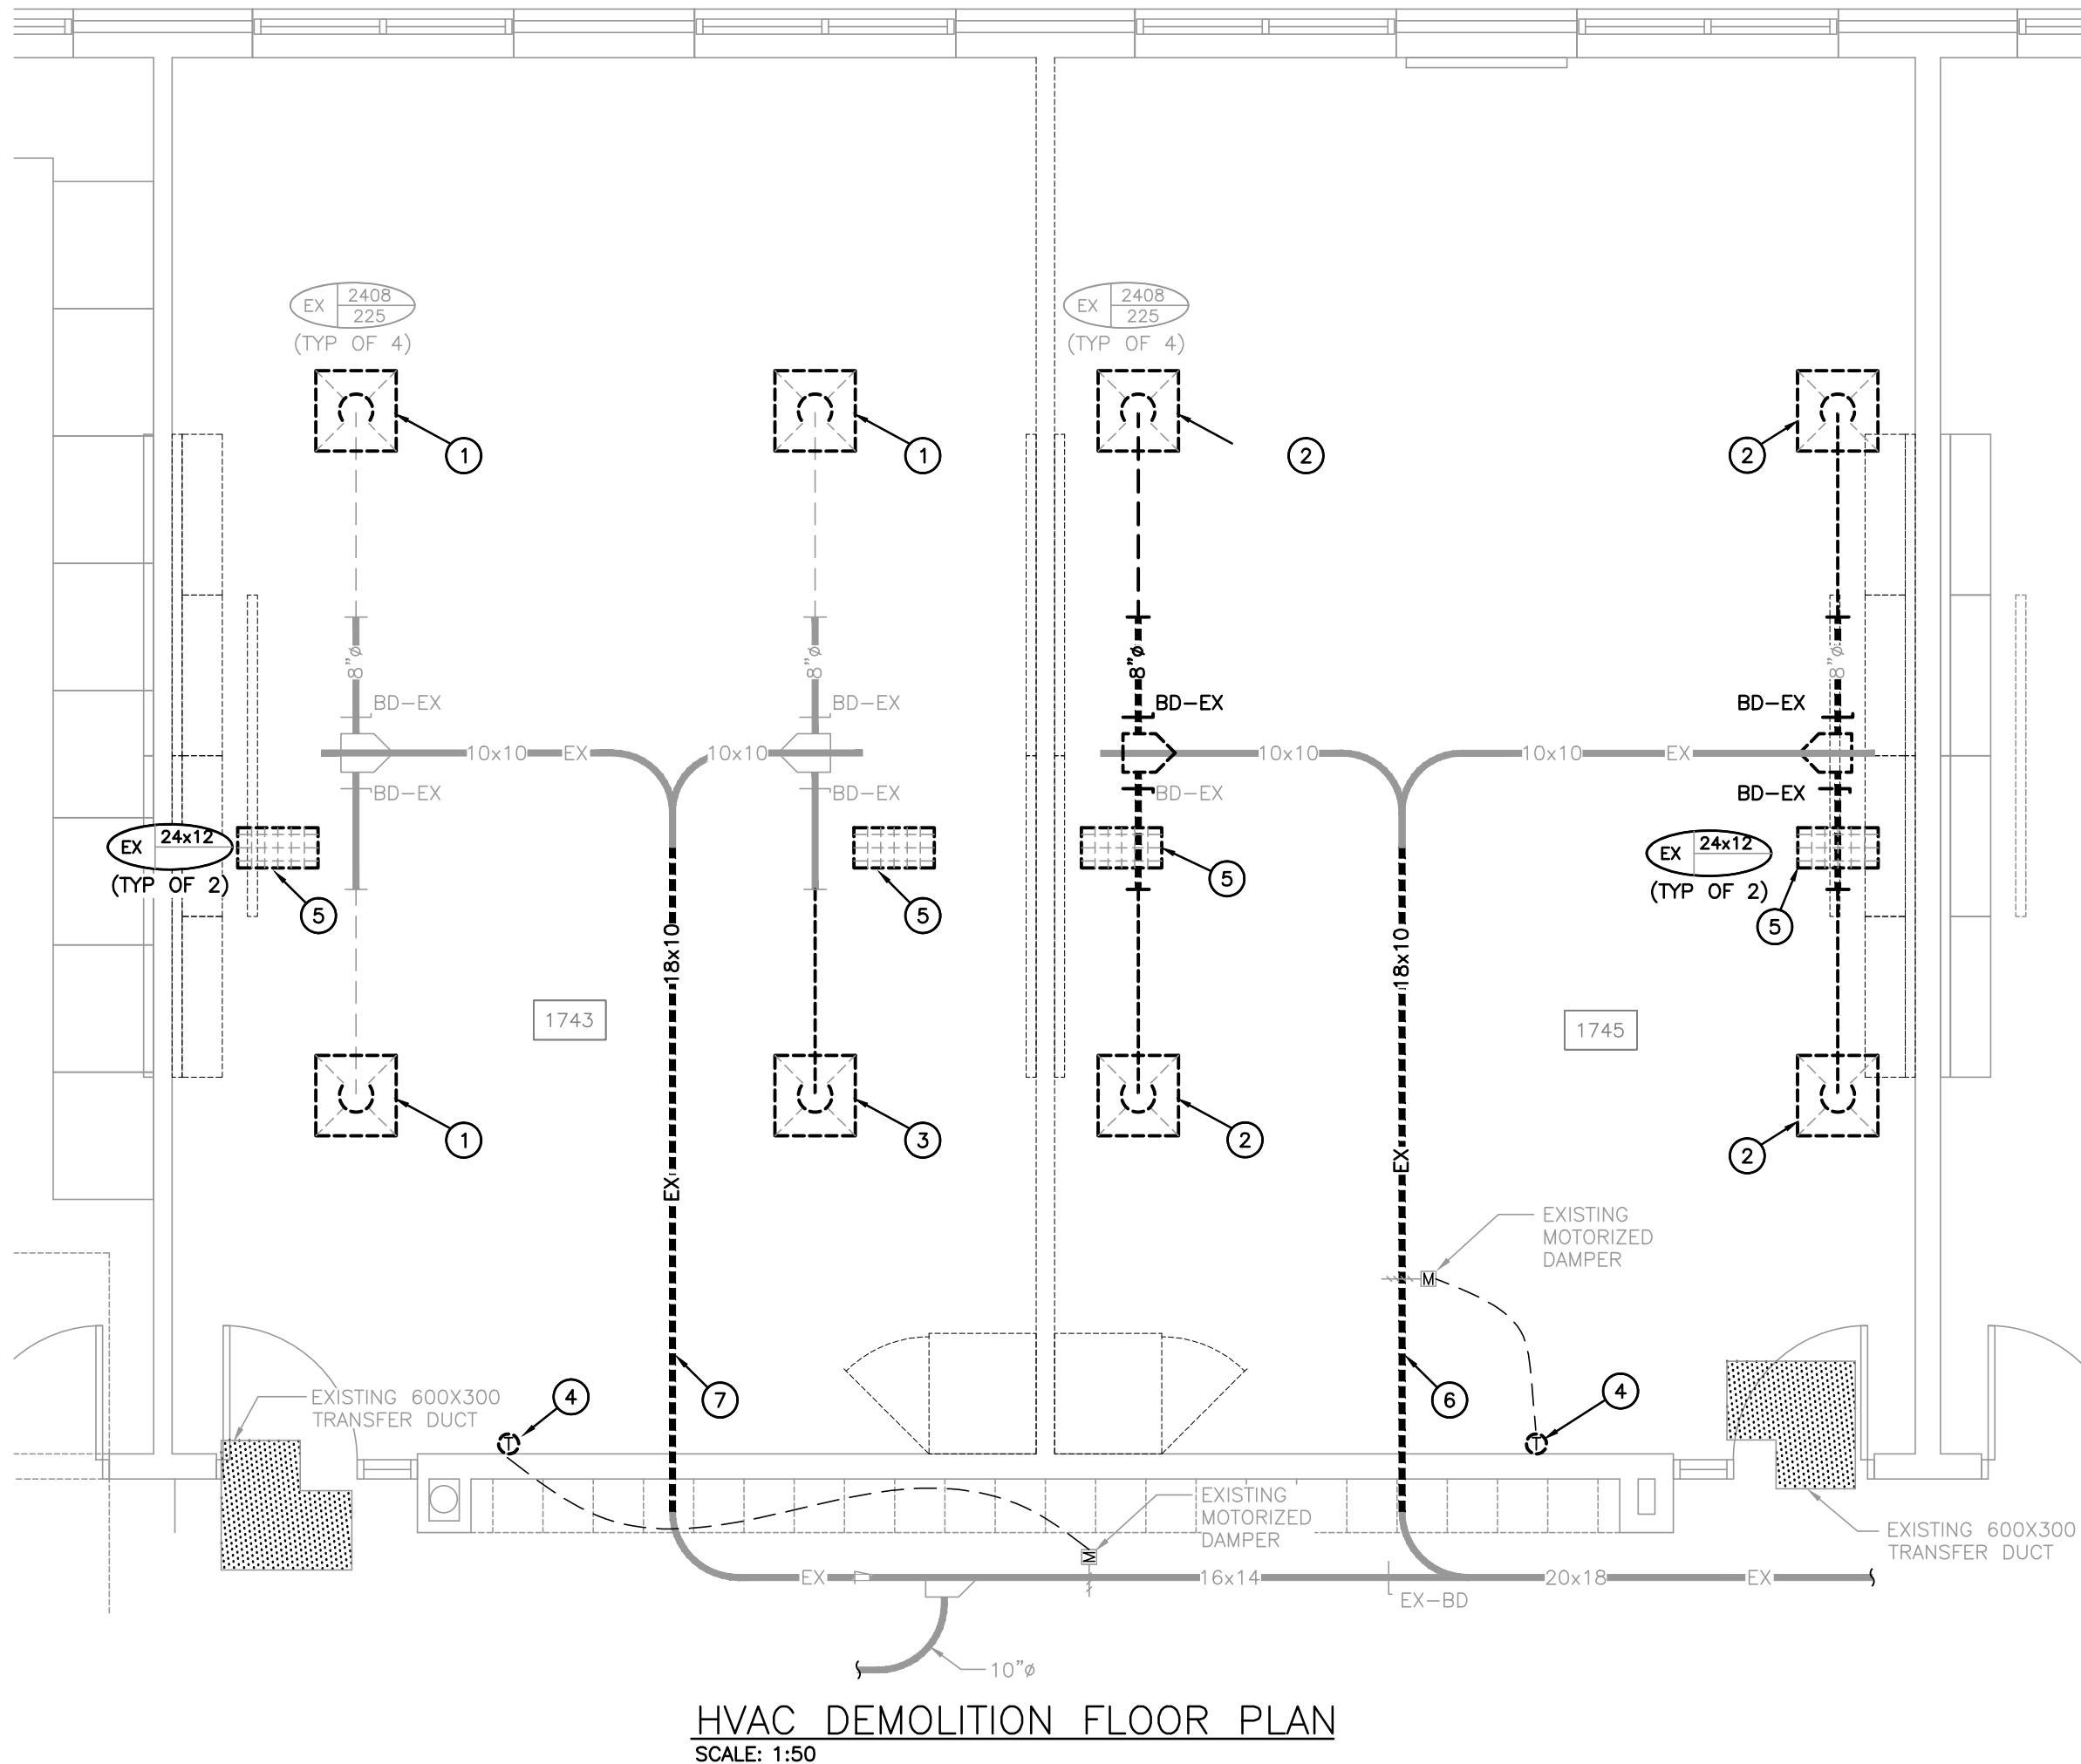 EX 2408 225
(TYP OF 4)
EX 2408 225
(TYP OF 4)
1
1
2
2
8"ø
8"ø
8"ø
8"ø
BD-EX
BD-EX
BD-EX
BD-EX
10x10
EX
10x10
10x10
10x10
EX
BD-EX
BD-EX
BD-EX
BD-EX
EX 24x12
(TYP OF 2)
EX 24x12
(TYP OF 2)
5
5
5
5
18x10
18x10
1743
1745
1
3
2
2
EX
EX
EXISTING
MOTORIZED
DAMPER
M
EXISTING 600X300
TRANSFER DUCT
4
7
6
4
T
T
EXISTING
MOTORIZED
DAMPER
M
EXISTING 600X300
TRANSFER DUCT
EX
16x14
20x18
EX
EX-BD
10"ø
HVAC DEMOLITION FLOOR PLAN
SCALE: 1:50